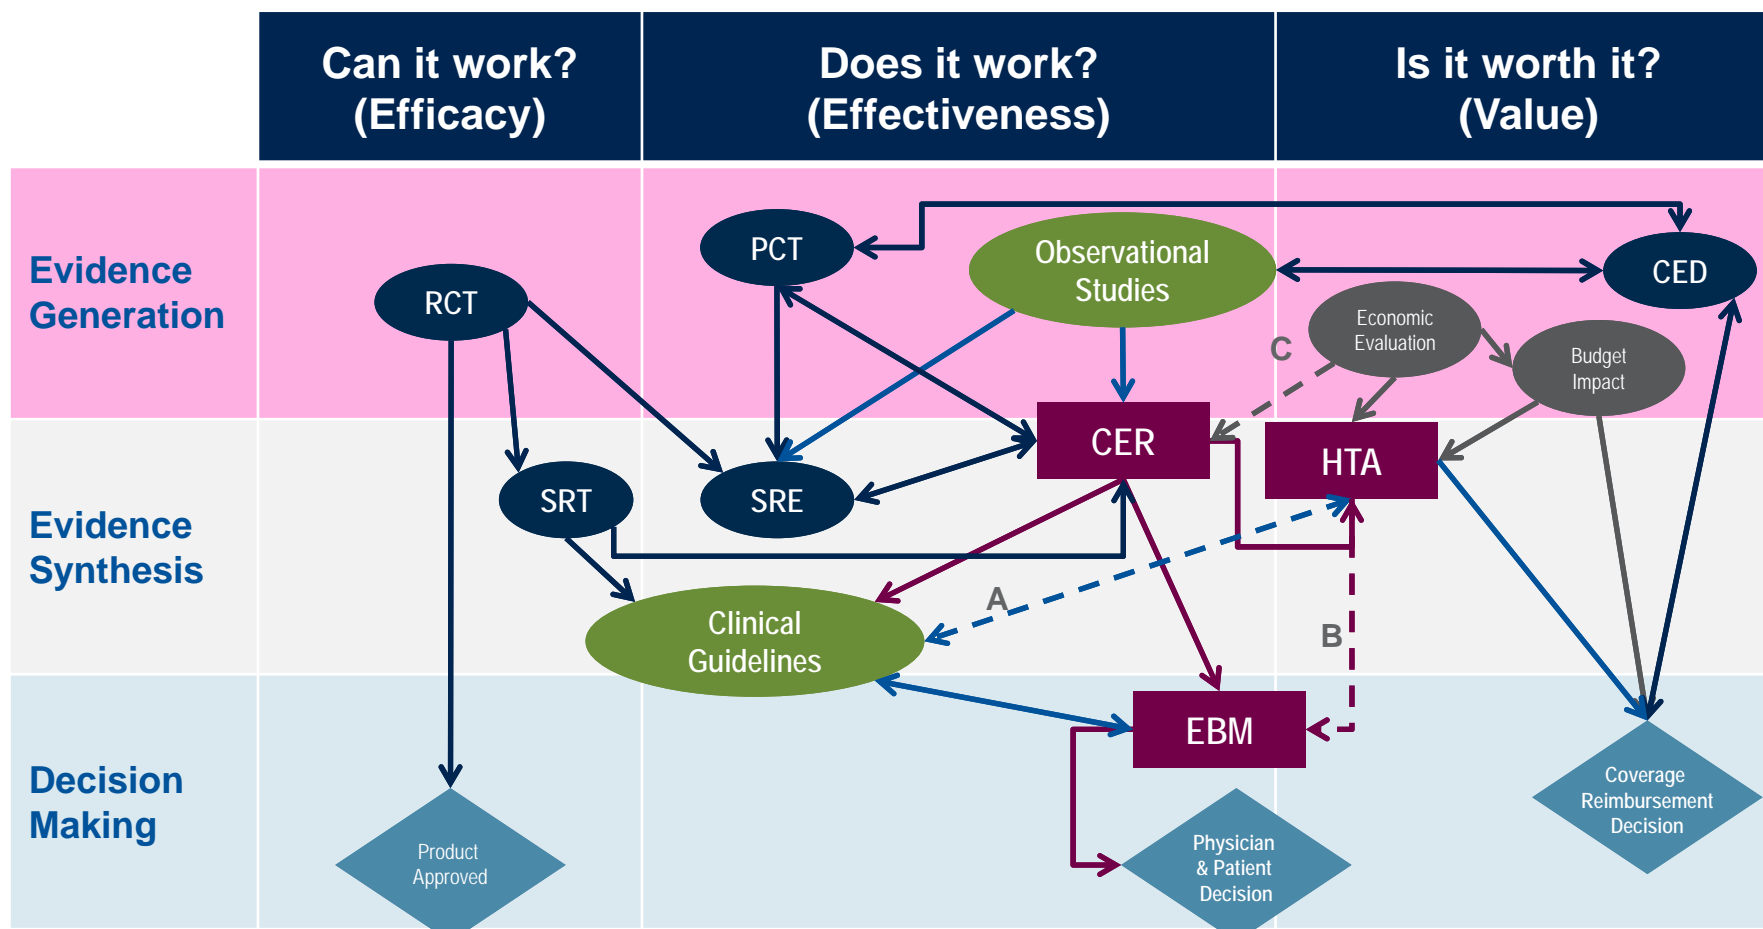 Can it work?
(Efficacy)
Does it work?
(Effectiveness)
Is it worth it?
(Value)
Evidence
Generation
RCT
PCT
Observational
Studies
CED
Economic
Evaluation
Budget
Impact
C
Evidence
Synthesis
SRT
SRE
CER
HTA
A
B
Clinical
Guidelines
Decision
Making
EBM
Product
Approved
Physician
& Patient
Decision
Coverage
Reimbursement
Decision